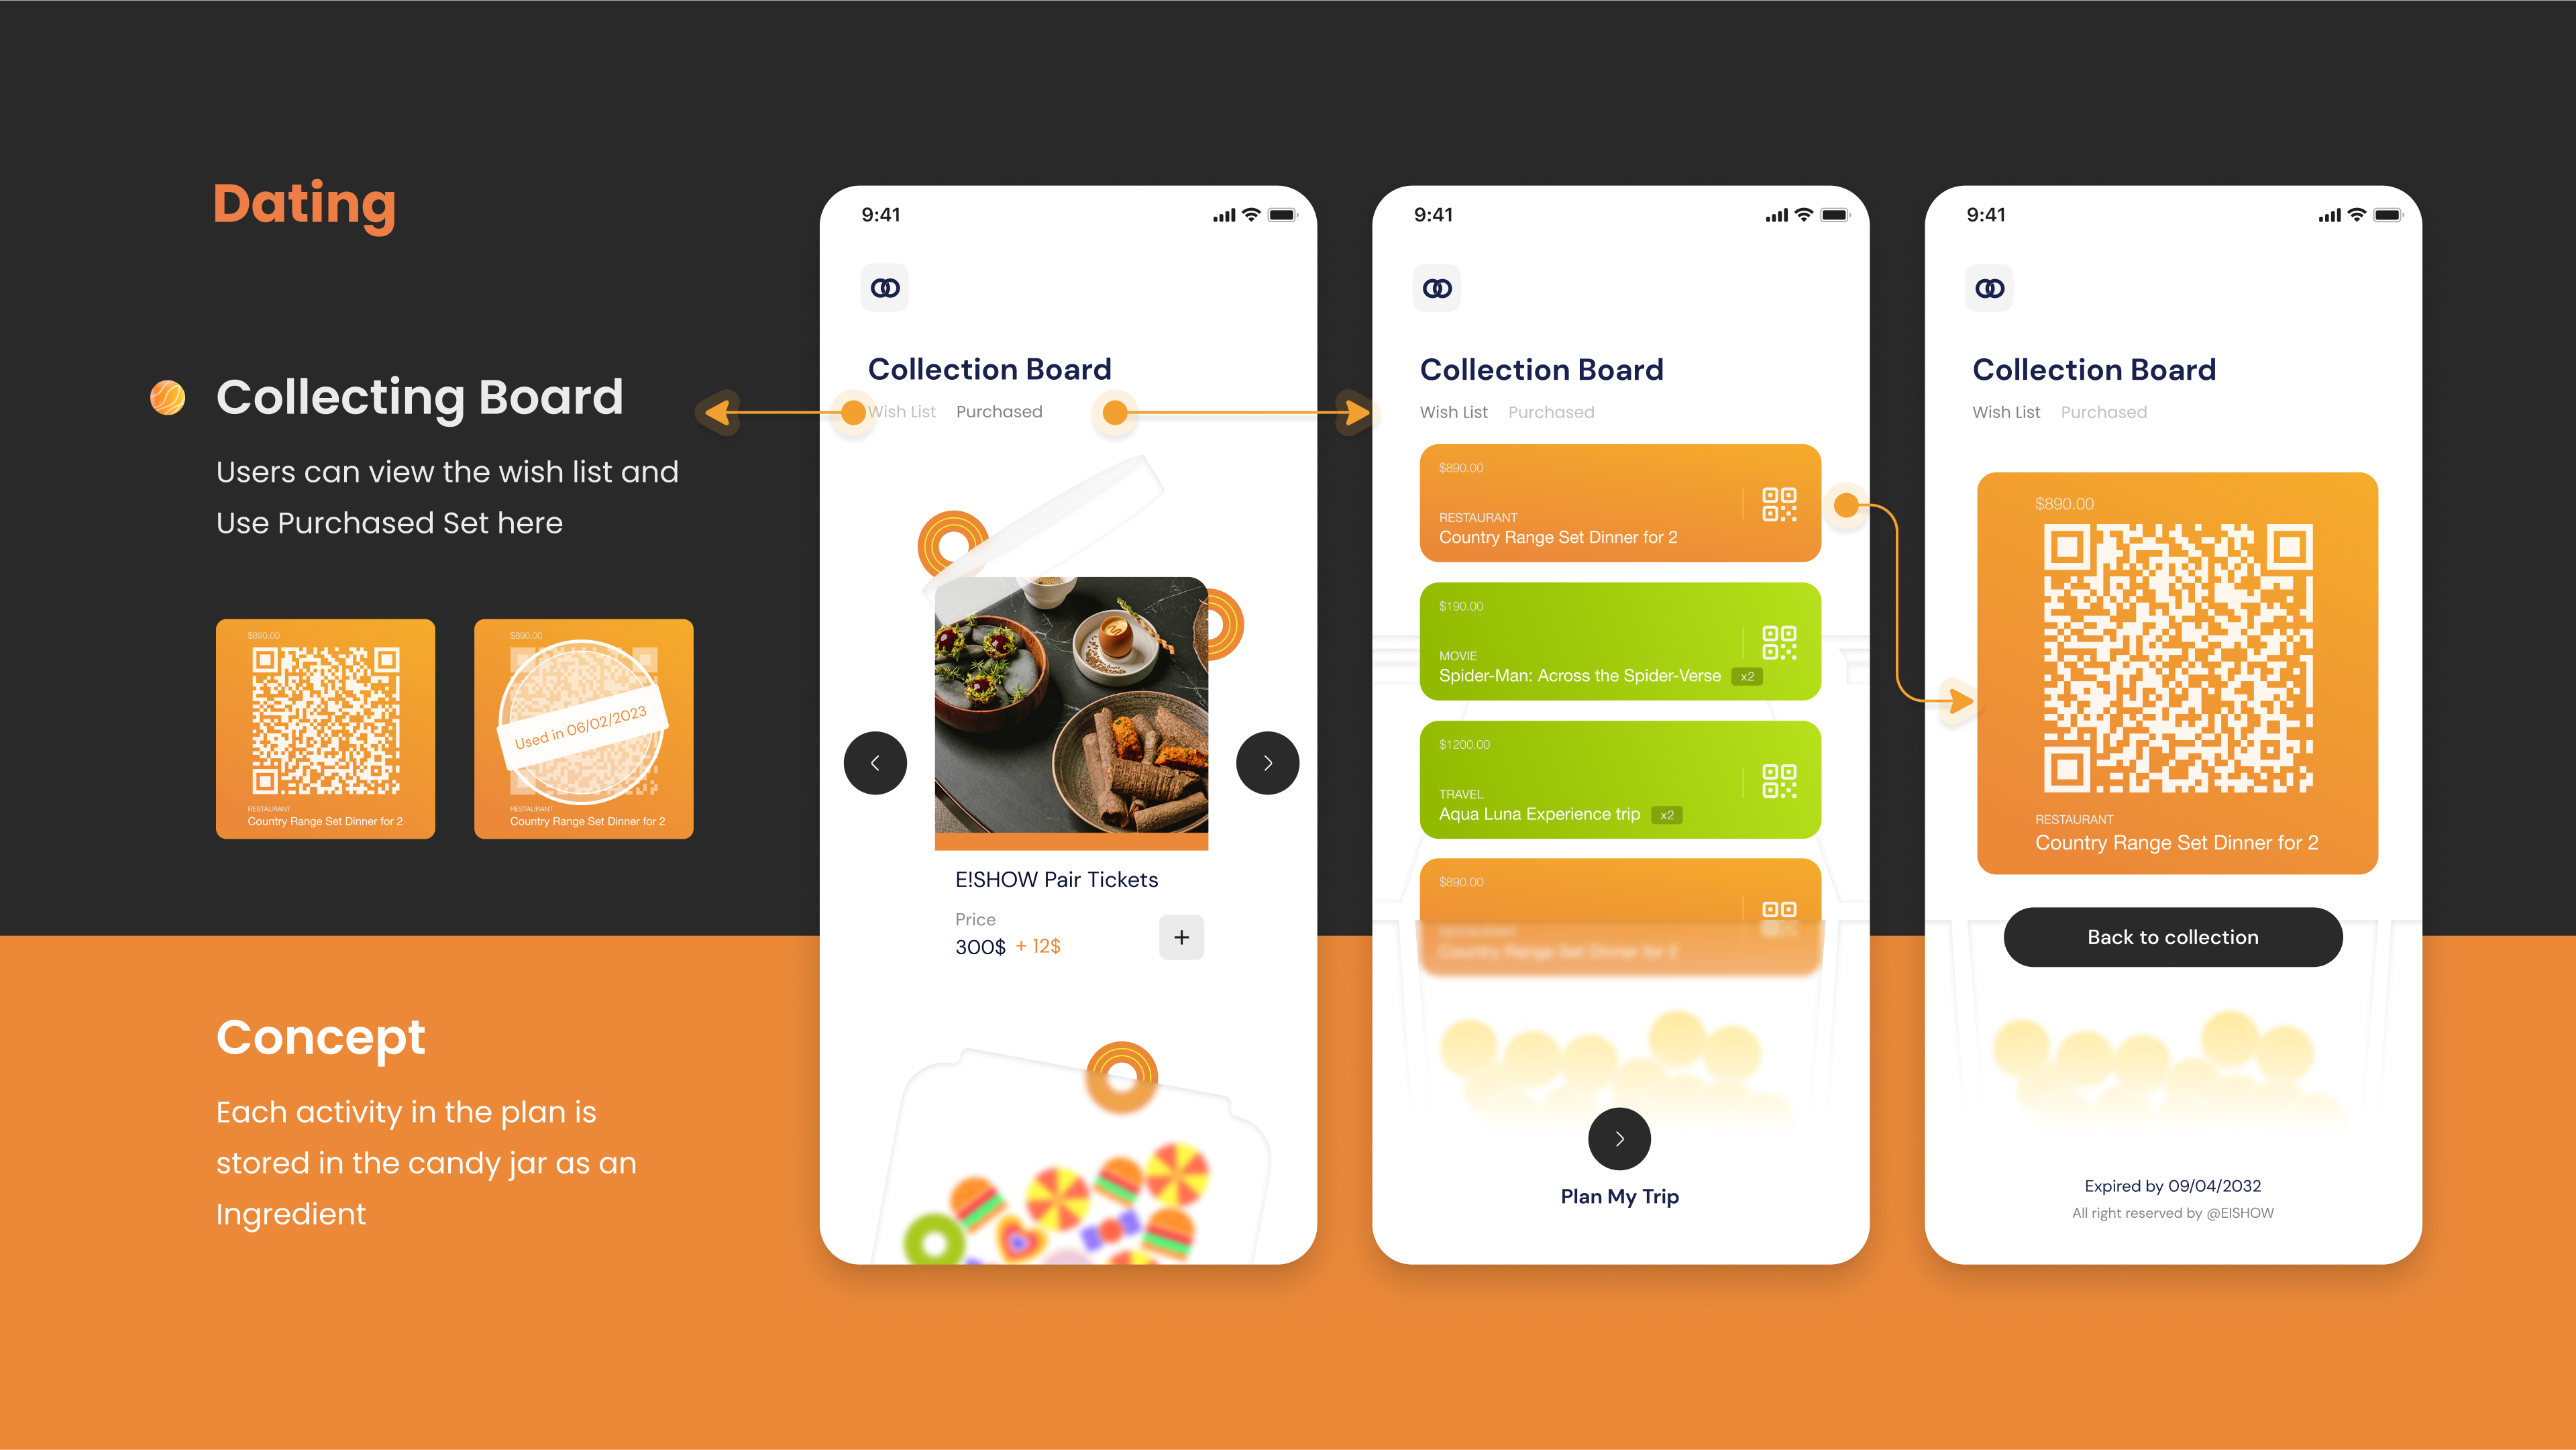 Dating
Collecting Board
Users can view the wish list and
Use Purchased Set here
$890.00
RESTAURANT
Country Range Set Dinner for 2
$890.00
Used in 06/02/2023
RESTAURANT
Country Range Set Dinner for 2
Concept
Each activity in the plan is
stored in the candy jar as an
Ingredient
9:41
Collection Board
Wish List Purchased
E!SHOW Pair Tickets
Price
300$ + 12$
+
9:41
Collection Board
Wish List Purchased
$890.00
RESTAURANT
Country Range Set Dinner for 2
$190.00
MOVIE
Spider-Man: Across the Spider-Verse x2
$1200.00
TRAVEL
Aqua Luna Experience trip x2
$890.00
RESTAURANT
Country Range Set Dinner for 2
Plan My Trip
9:41
Collection Board
Wish List Purchased
$890.00
RESTAURANT
Country Range Set Dinner for 2
Back to collection
Expired by 09/04/2032
All right reserved by @EISHOW